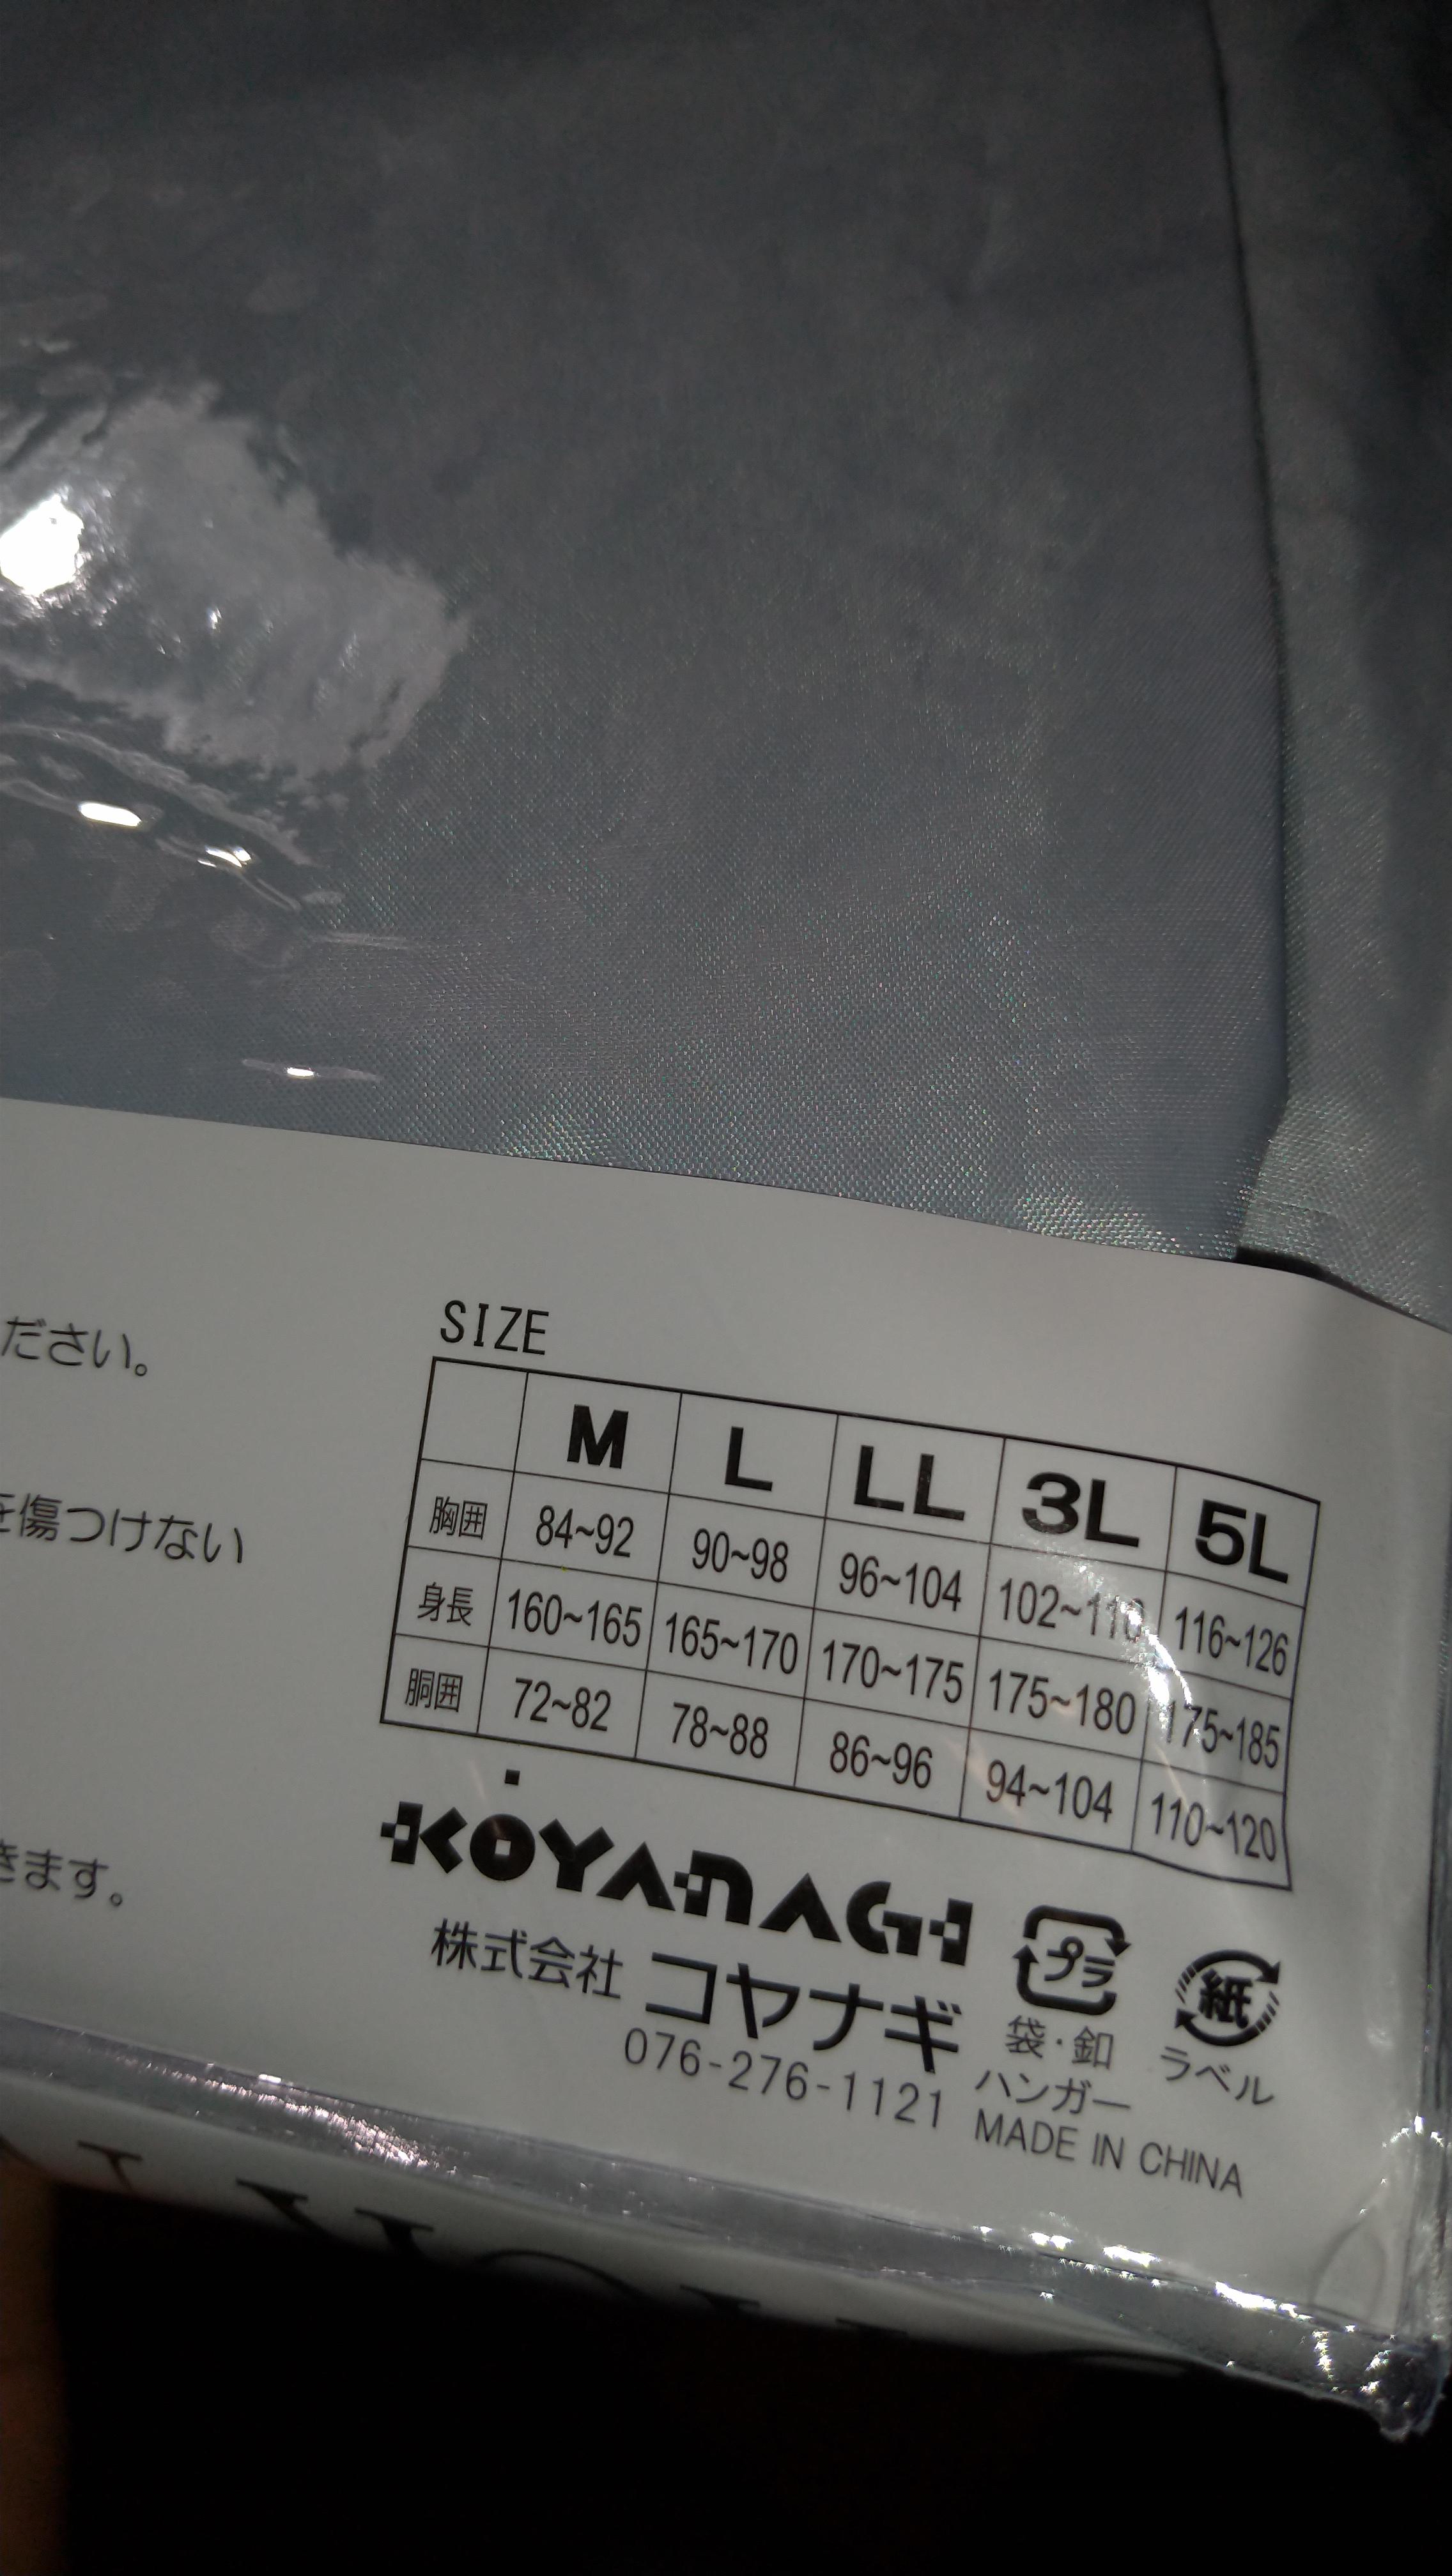 ださい。
を傷つけない
きます。
SIZE
M L LL 3L 5L
胸囲 84~92 90~98 96~104 102~110 116~126
身長 160~165 165~170 170~175 175~180 175~185
胴囲 72~82 78~88 86~96 94~104 110~120
KOYANAGI
株式会社 コヤナギ
076-276-1121
プラ
袋・釦
ハンガー
紙
ラベル
MADE IN CHINA